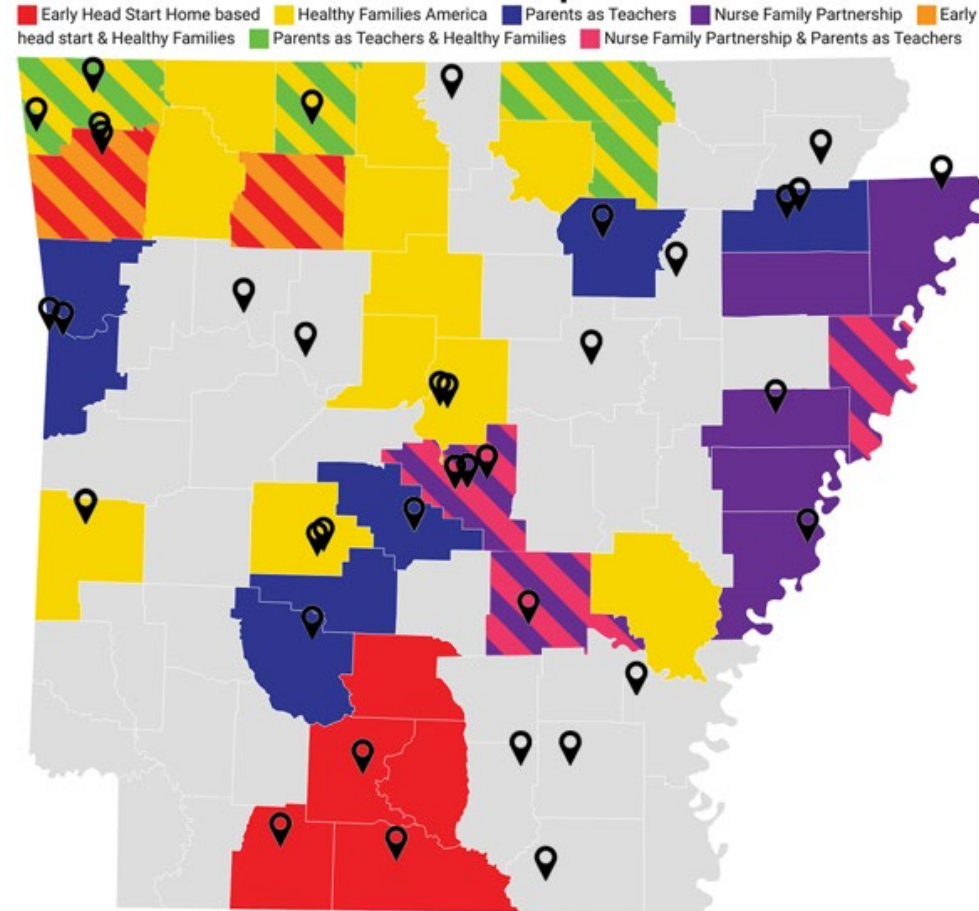 Early Head Start Home based Healthy Families America Parents as Teachers Nurse Family Partnership Early
head start & Healthy Families Parents as Teachers & Healthy Families Nurse Family Partnership & Parents as Teachers